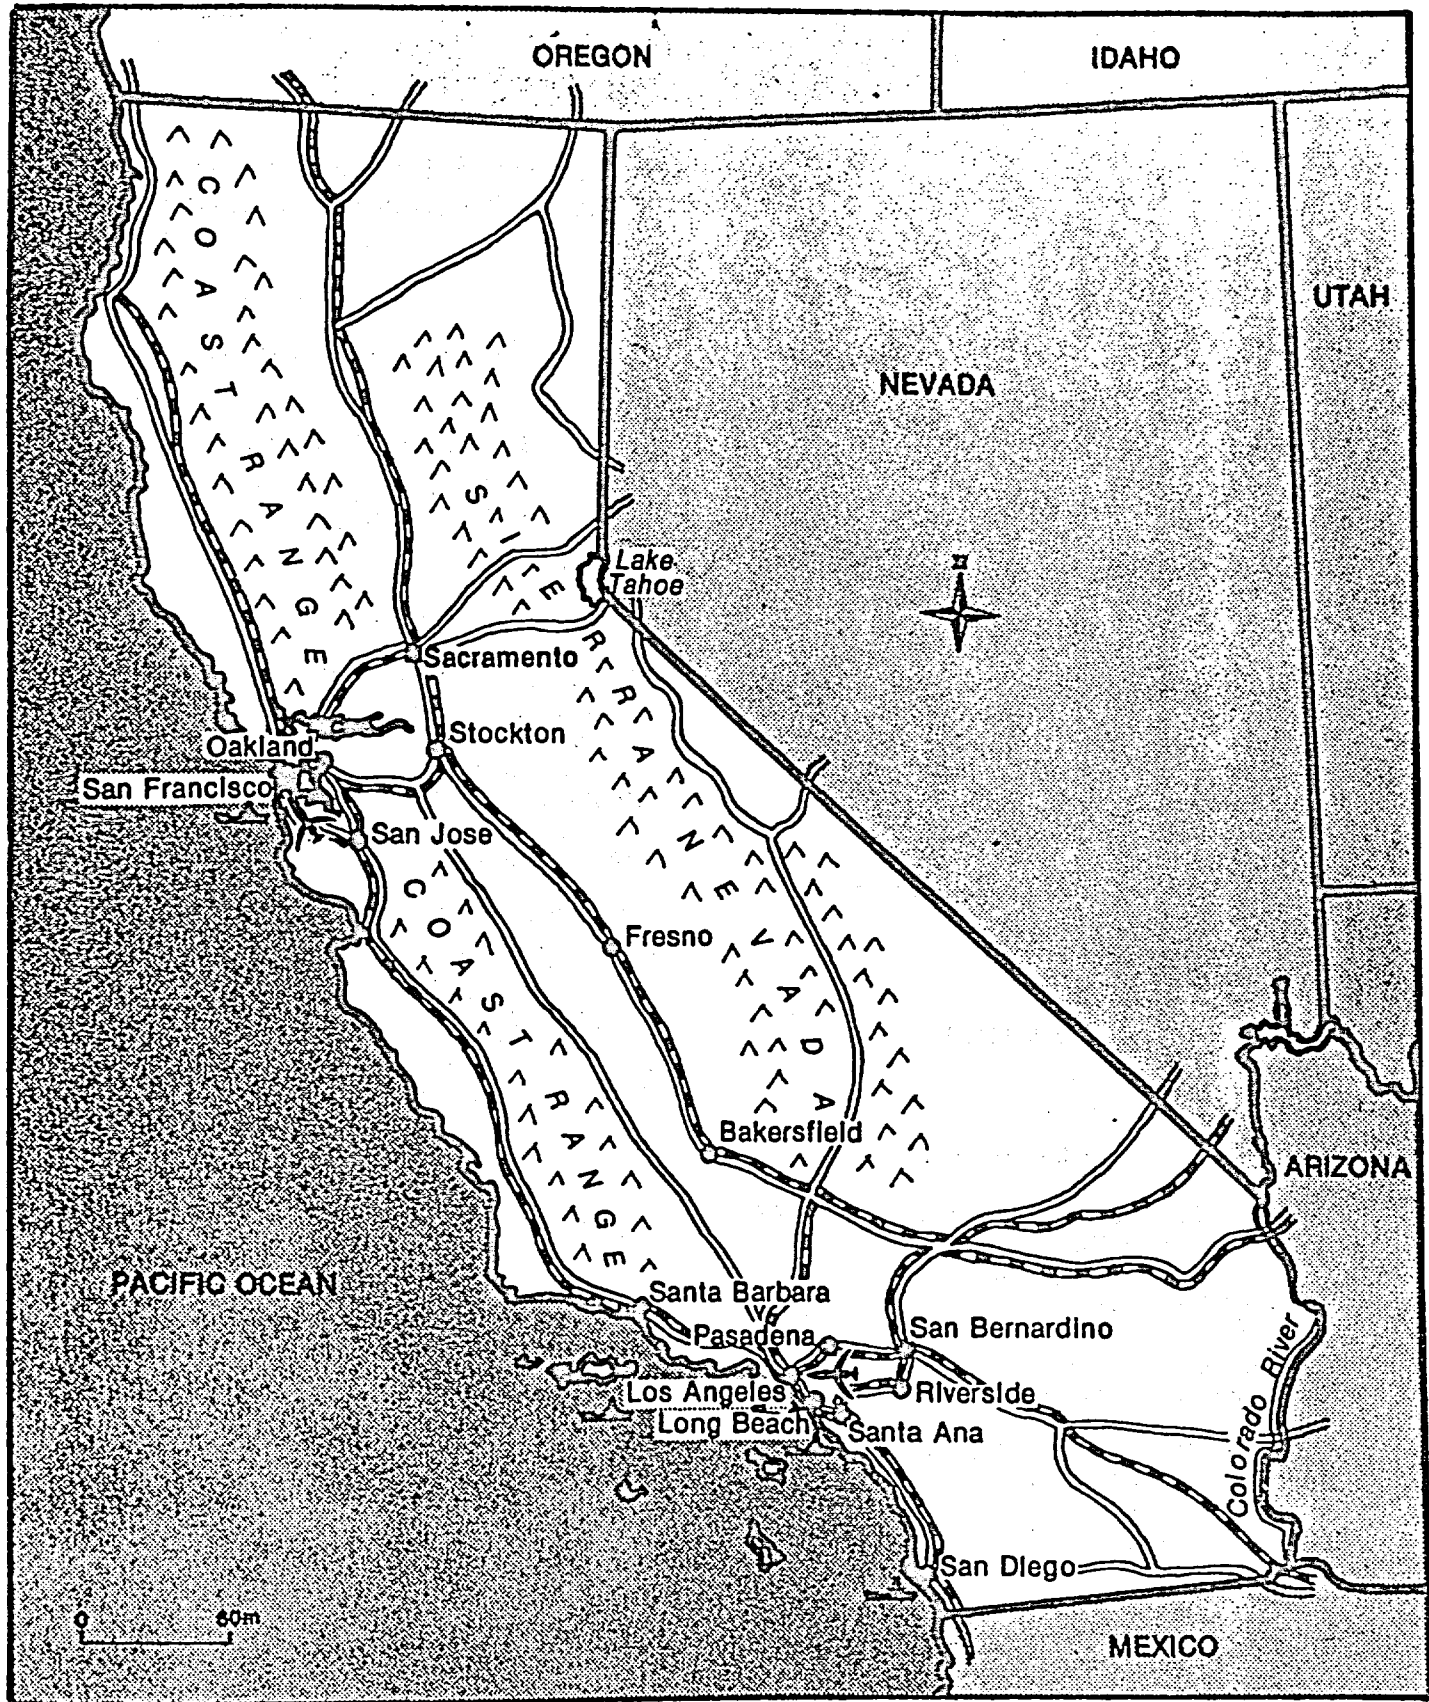 OREGON
IDAHO
COAST RANGE
UTAH
NEVADA
SIERRA NEVADA
N
Lake
Tahoe
Sacramento
Stockton
Oakland
San Francisco
San Jose
COAST RANGE
Fresno
Bakersfield
ARIZONA
PACIFIC OCEAN
Santa Barbara
Pasadena
San Bernardino
Los Angeles
Riverside
Long Beach
Santa Ana
Colorado River
San Diego
0 60m
MEXICO